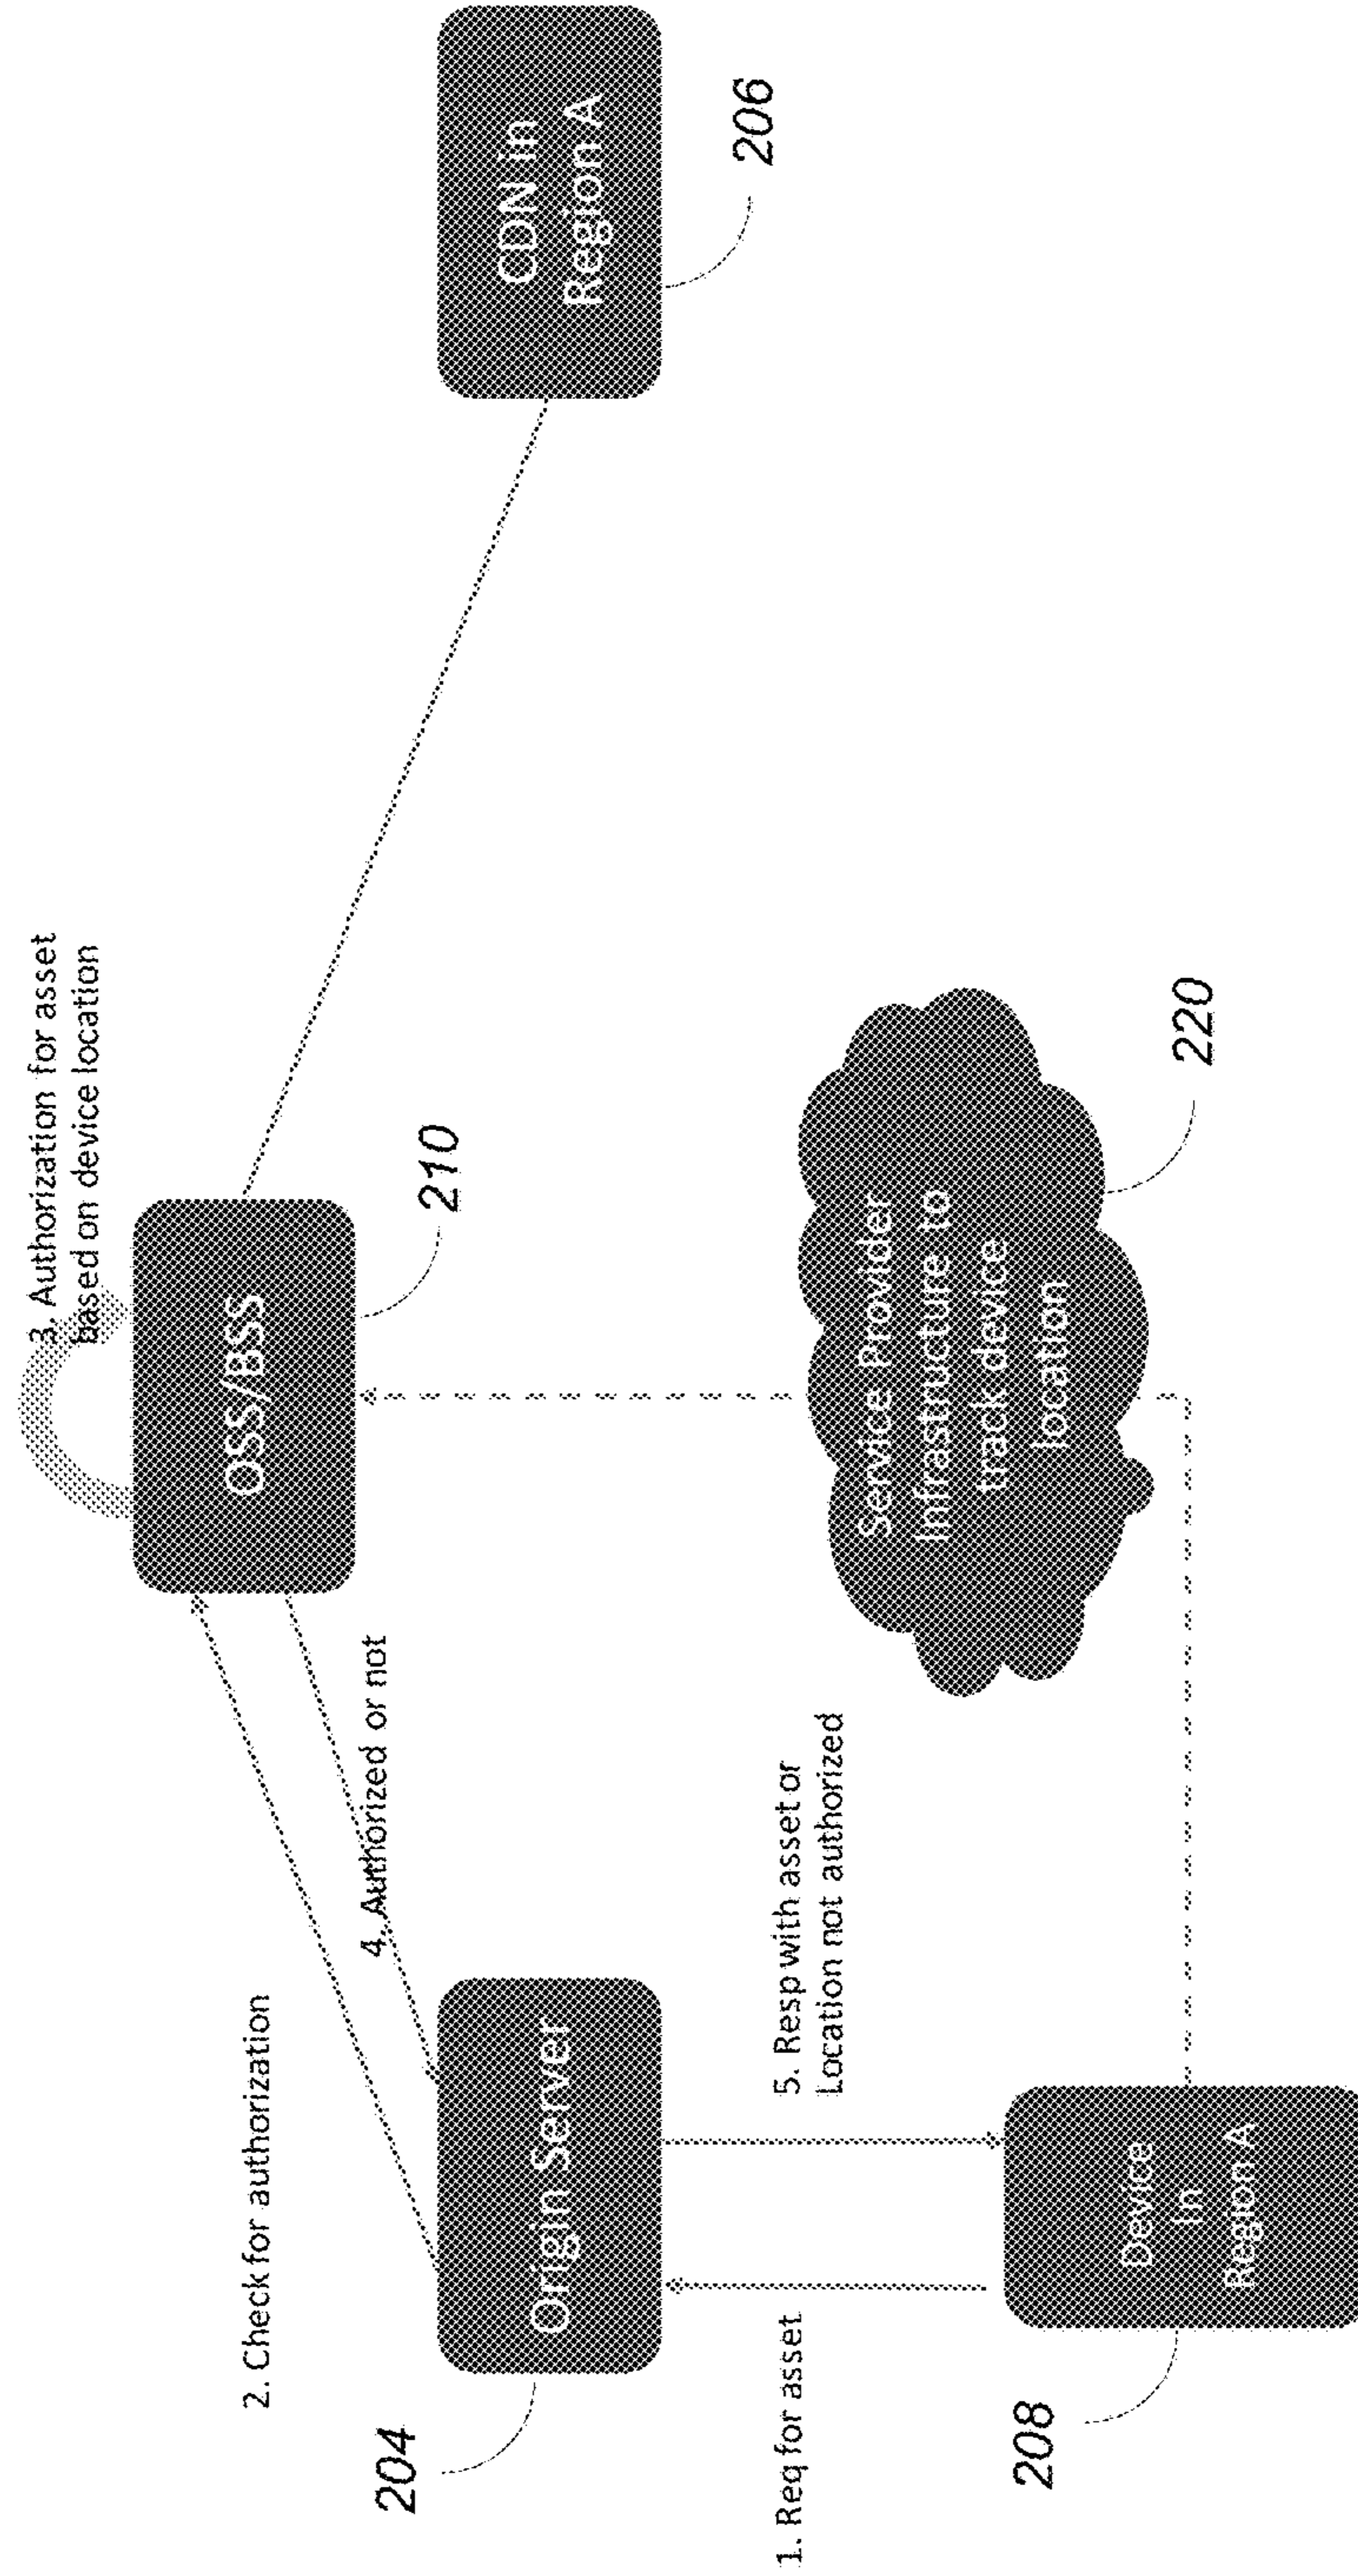 3. Authorization for asset
based on device location
OSS/BSS
210
2. Check for authorization
4. Authorized or not
204
Origin Server
CDN in
Region A
206
1. Req for asset
5. Resp with asset or
Location not authorized
Service Provider
Infrastructure to
track device
location
220
208
Device
In
Region A